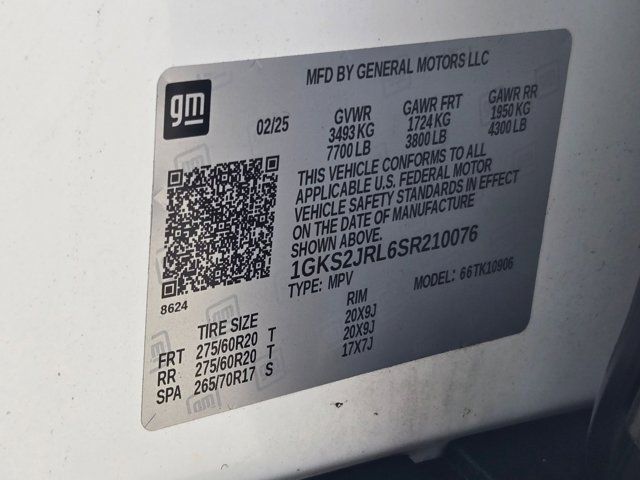 MFD BY GENERAL MOTORS LLC
gm
02/25
GVWR GAWR FRT GAWR RR
3493 KG 1724 KG 1950 KG
7700 LB 3800 LB 4300 LB
THIS VEHICLE CONFORMS TO ALL
APPLICABLE U.S. FEDERAL MOTOR
VEHICLE SAFETY STANDARDS IN EFFECT
ON THE DATE OF MANUFACTURE
SHOWN ABOVE.
1GKS2JRL6SR210076
TYPE: MPV MODEL: 66TK10906
8624
TIRE SIZE RIM
FRT 275/60R20 T 20X9J
RR 275/60R20 T 20X9J
SPA 265/70R17 S 17X7J